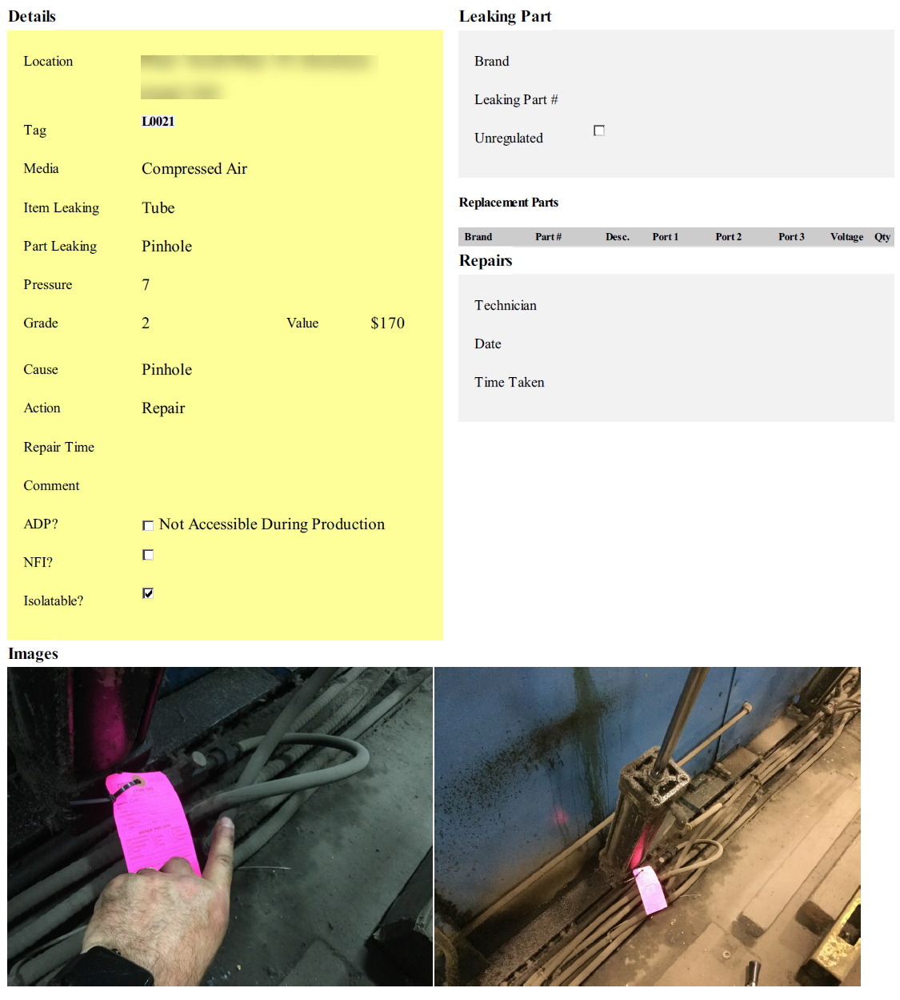 Details
Location
Tag L0021
Media Compressed Air
Item Leaking Tube
Part Leaking Pinhole
Pressure 7
Grade 2 Value $170
Cause Pinhole
Action Repair
Repair Time
Comment
ADP? Not Accessible During Production
NFI?
Isolatable?
Leaking Part
Brand
Leaking Part #
Unregulated
Replacement Parts
Brand Part # Desc. Port 1 Port 2 Port 3 Voltage Qty
Repairs
Technician
Date
Time Taken
Images